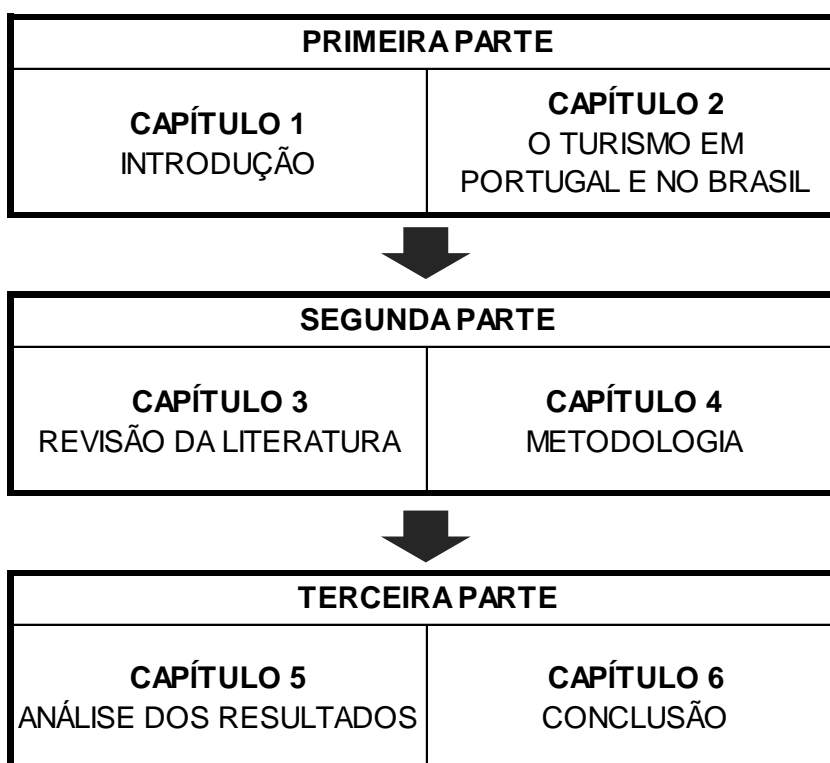 PRIMEIRA PARTE
CAPÍTULO 1
INTRODUÇÃO
CAPÍTULO 2
O TURISMO EM
PORTUGAL E NO BRASIL
SEGUNDA PARTE
CAPÍTULO 3
REVISÃO DA LITERATURA
CAPÍTULO 4
METODOLOGIA
TERCEIRA PARTE
CAPÍTULO 5
ANÁLISE DOS RESULTADOS
CAPÍTULO 6
CONCLUSÃO